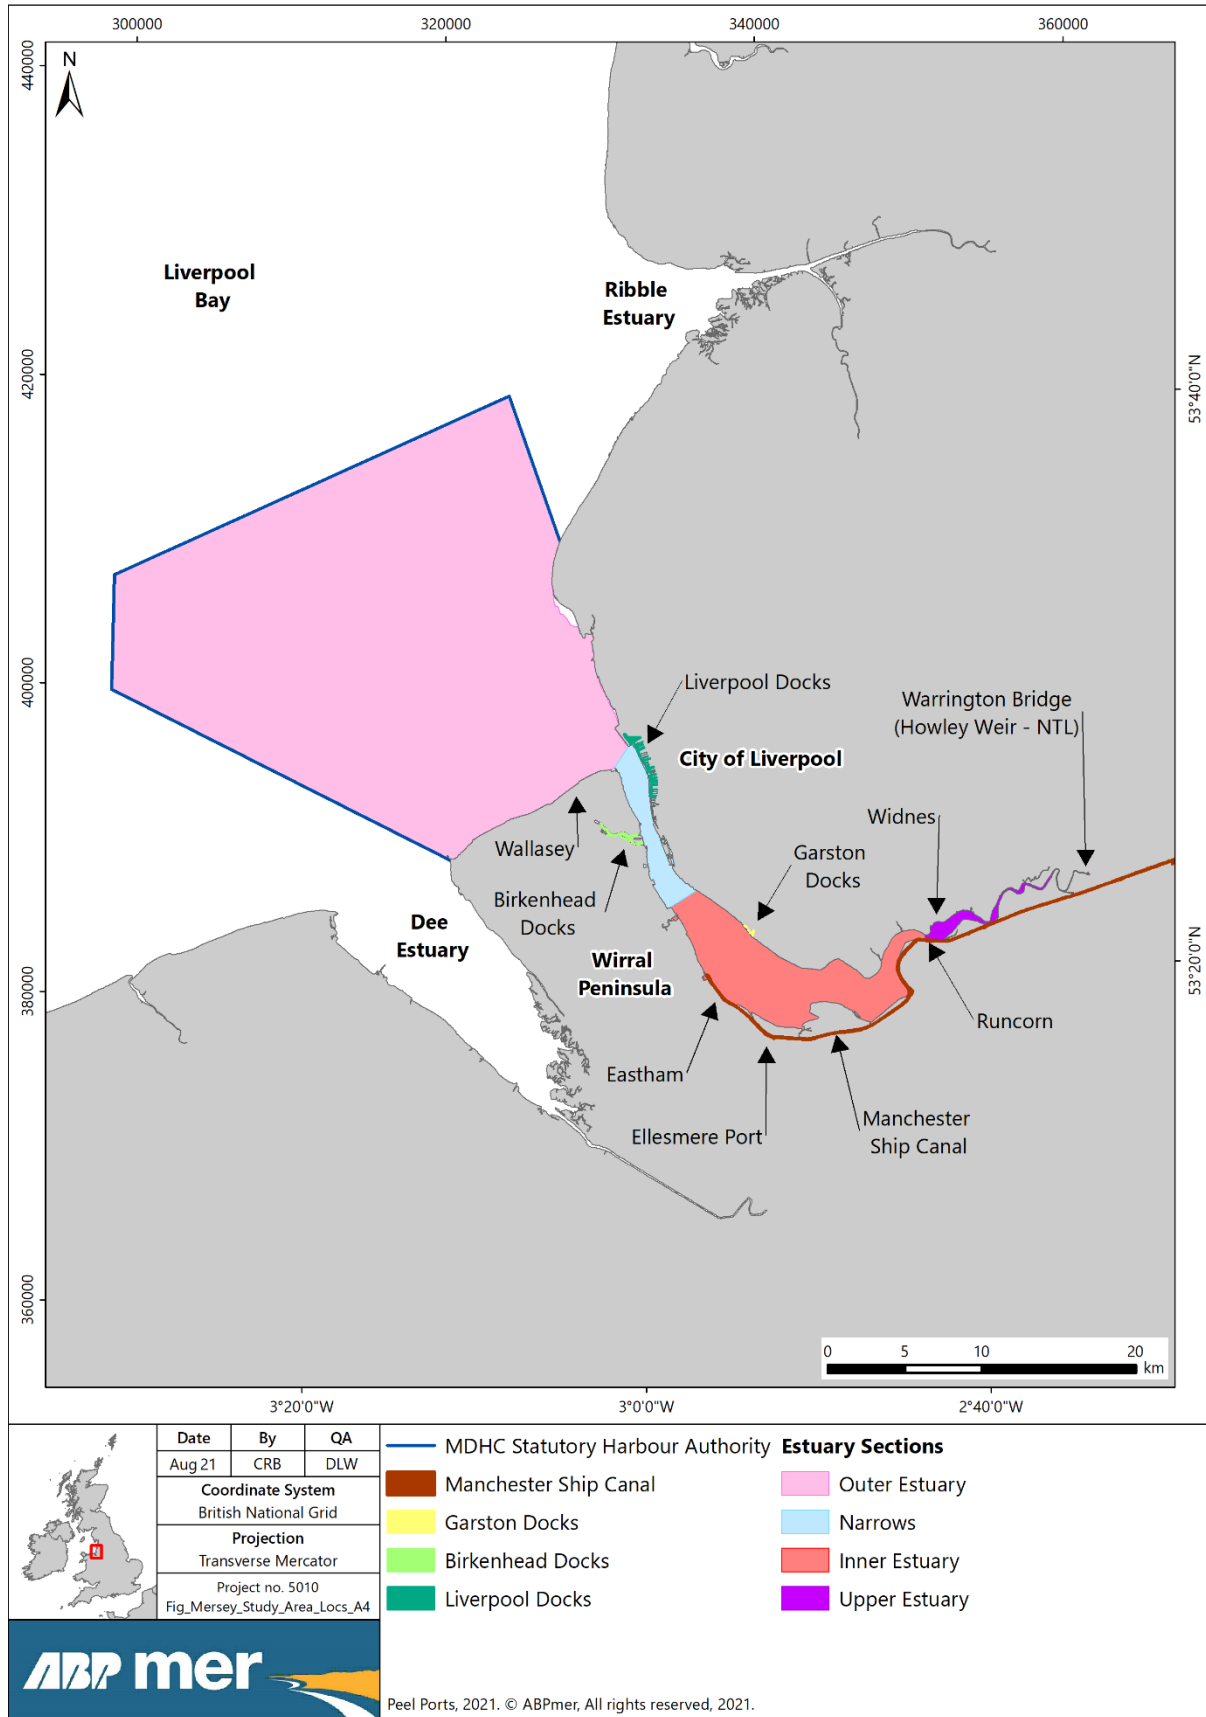 300000
320000
340000
360000
440000
N
Liverpool
Bay
Ribble
Estuary
420000
53°40'0"N
400000
Liverpool Docks
Warrington Bridge
(Howley Weir - NTL)
City of Liverpool
Widnes
Wallasey
Garston
Docks
Birkenhead
Docks
Dee
Estuary
Wirral
Peninsula
53°20'0"N
380000
Runcorn
Eastham
Ellesmere Port
Manchester
Ship Canal
360000
0 5 10 20
km
3°20'0"W
3°0'0"W
2°40'0"W
Date By QA
Aug 21 CRB DLW
Coordinate System
British National Grid
Projection
Transverse Mercator
Project no. 5010
Fig_Mersey_Study_Area_Locs_A4
MDHC Statutory Harbour Authority
Manchester Ship Canal
Garston Docks
Birkenhead Docks
Liverpool Docks
Estuary Sections
Outer Estuary
Narrows
Inner Estuary
Upper Estuary
ABPmer
Peel Ports, 2021. © ABPmer, All rights reserved, 2021.